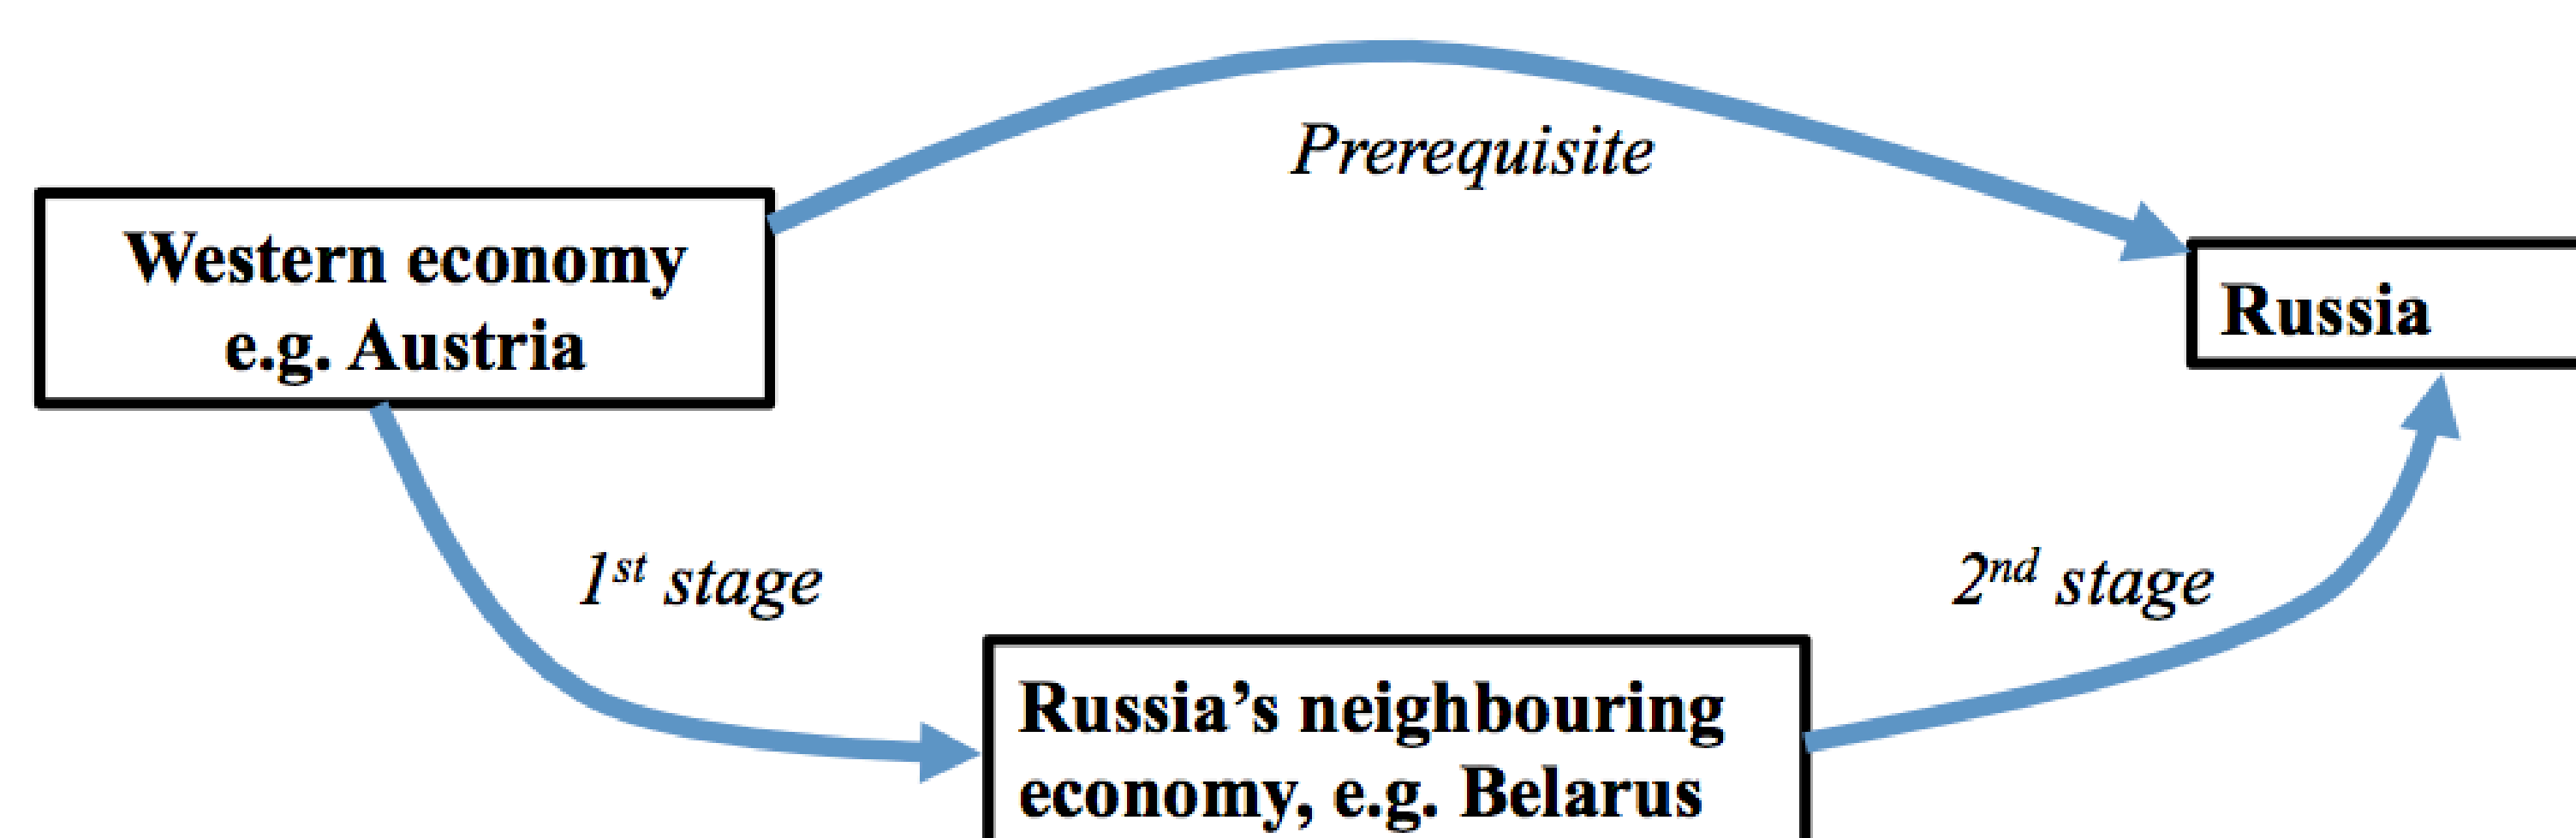 Prerequisite
Western economy
e.g. Austria
Russia
1st stage
2nd stage
Russia’s neighbouring
economy, e.g. Belarus